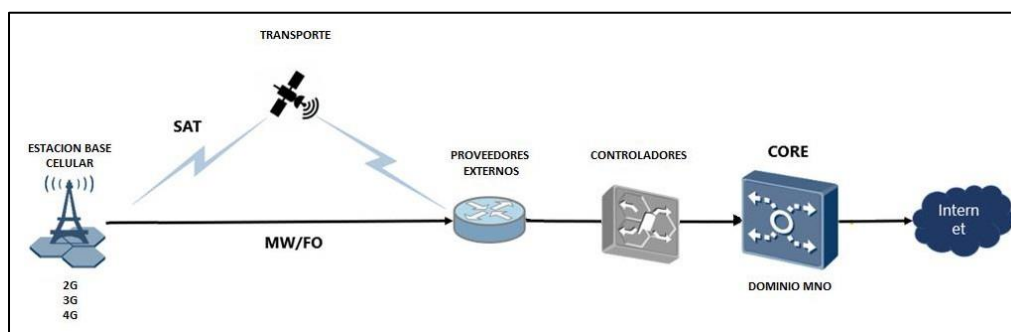 TRANSPORTE
SAT
ESTACION BASE
CELULAR
PROVEEDORES
EXTERNOS
CONTROLADORES
CORE
MW/FO
Intern
et
DOMINIO MNO
2G
3G
4G